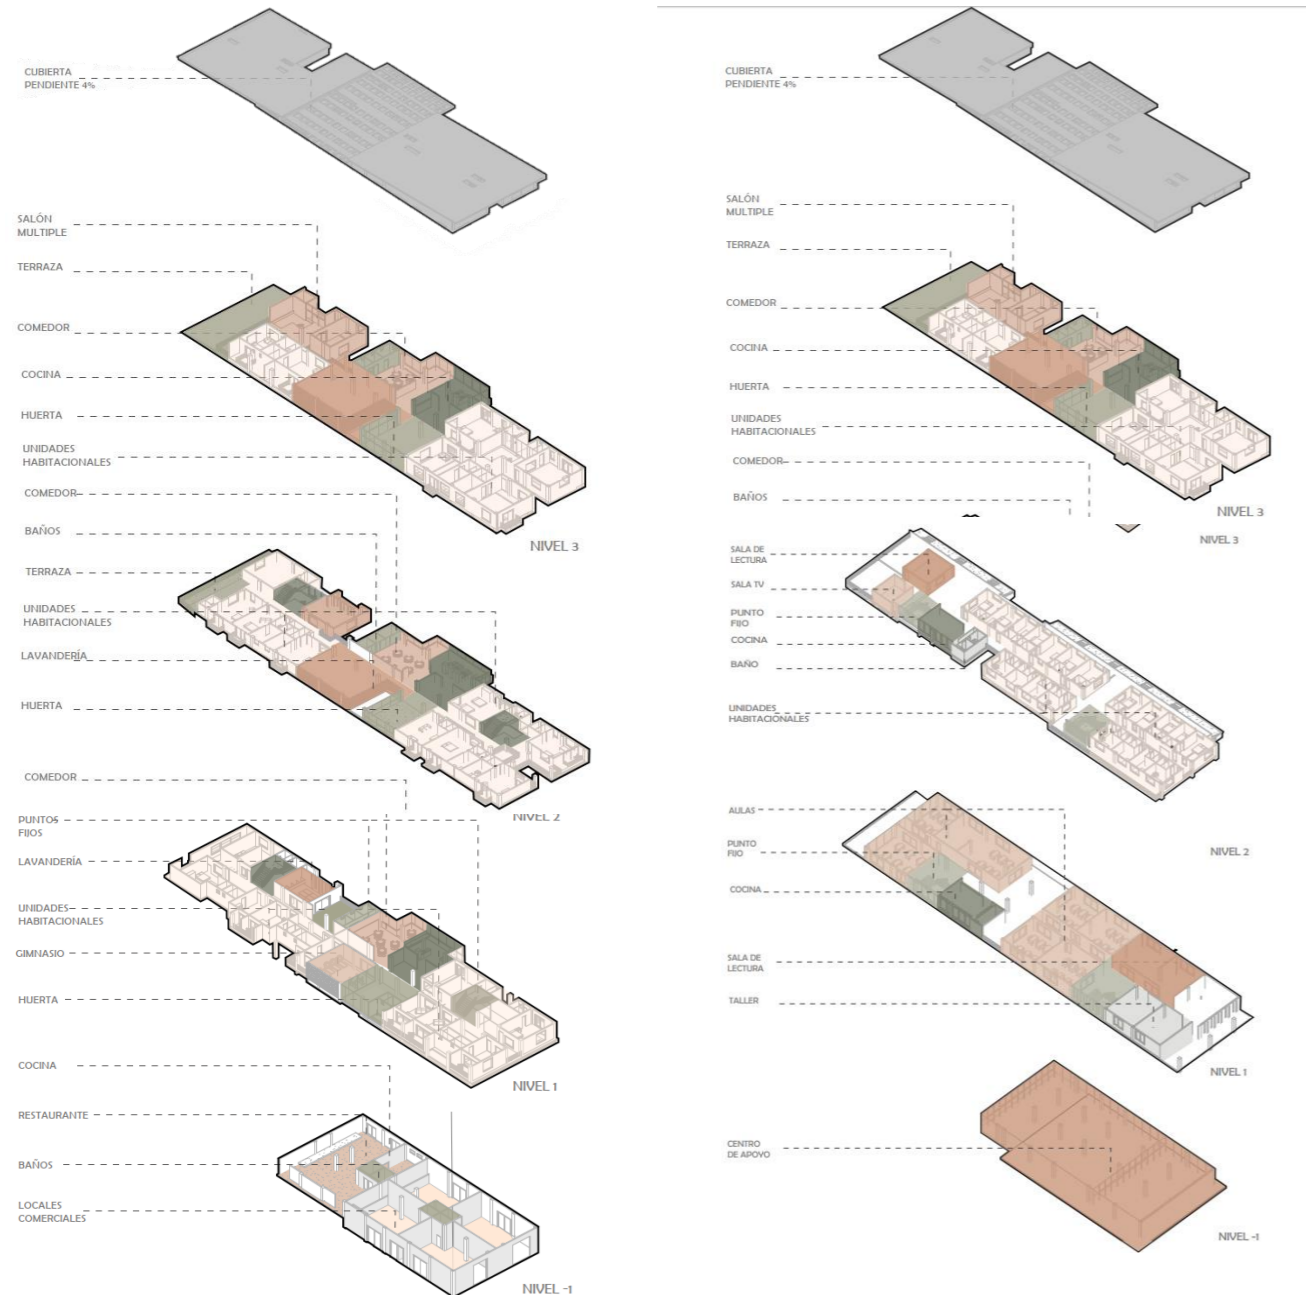 CUBIERTA
PENDIENTE 4%
SALÓN
MULTIPLE
TERRAZA
COMEDOR
COCINA
HUERTA
UNIDADES
HABITACIONALES
COMEDOR
BAÑOS
NIVEL 3
TERRAZA
UNIDADES
HABITACIONALES
LAVANDERÍA
HUERTA
COMEDOR
NIVEL 2
PUNTOS
FIJOS
LAVANDERÍA
UNIDADES
HABITACIONALES
GIMNASIO
HUERTA
COCINA
NIVEL 1
RESTAURANTE
BAÑOS
LOCALES
COMERCIALES
NIVEL -1
CUBIERTA
PENDIENTE 4%
SALÓN
MULTIPLE
TERRAZA
COMEDOR
COCINA
HUERTA
UNIDADES
HABITACIONALES
COMEDOR
BAÑOS
NIVEL 3
NIVEL 3
SALA DE
LECTURA
SALA TV
PUNTO
FIJO
COCINA
BAÑO
UNIDADES
HABITACIONALES
AULAS
PUNTO
FIJO
NIVEL 2
COCINA
SALA DE
LECTURA
TALLER
NIVEL 1
CENTRO
DE APOYO
NIVEL -1